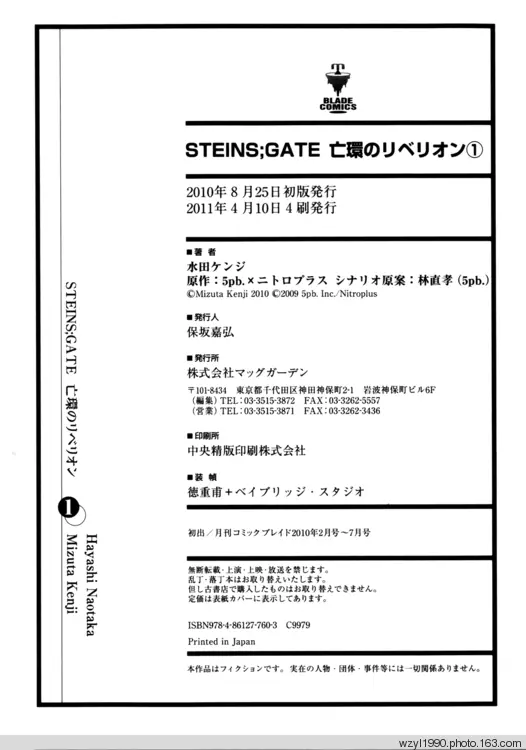 T
BLADE
COMICS
STEINS;GATE 亡環のリベリオン①
2010年8月25日初版発行
2011年4月10日4刷発行
■著 者
水田ケンジ
原作：5pb.×ニトロプラス シナリオ原案：林直孝（5pb.）
©Mizuta Kenji 2010 ©2009 5pb. Inc./Nitroplus
■発行人
保坂嘉弘
■発行所
株式会社マッグガーデン
〒101-8434 東京都千代田区神田神保町2-1 岩波神保町ビル6F
（編集）TEL：03-3515-3872 FAX：03-3262-5557
（営業）TEL：03-3515-3871 FAX：03-3262-3436
■印刷所
中央精版印刷株式会社
■装 幀
徳重甫＋ベイブリッジ・スタジオ
初出／月刊コミックブレイド2010年2月号～7月号
無断転載・上演・上映・放送を禁じます。
乱丁・落丁本はお取り替えいたします。
但し古書店で購入したものはお取り替えできません。
定価は表紙カバーに表示してあります。
ISBN978-4-86127-760-3 C9979
Printed in Japan
本作品はフィクションです。実在の人物・団体・事件等には一切関係ありません。
STEINS;GATE 亡環のリベリオン
1
Hayashi Naotaka
Mizuta Kenji
wzyl1990.photo.163.com